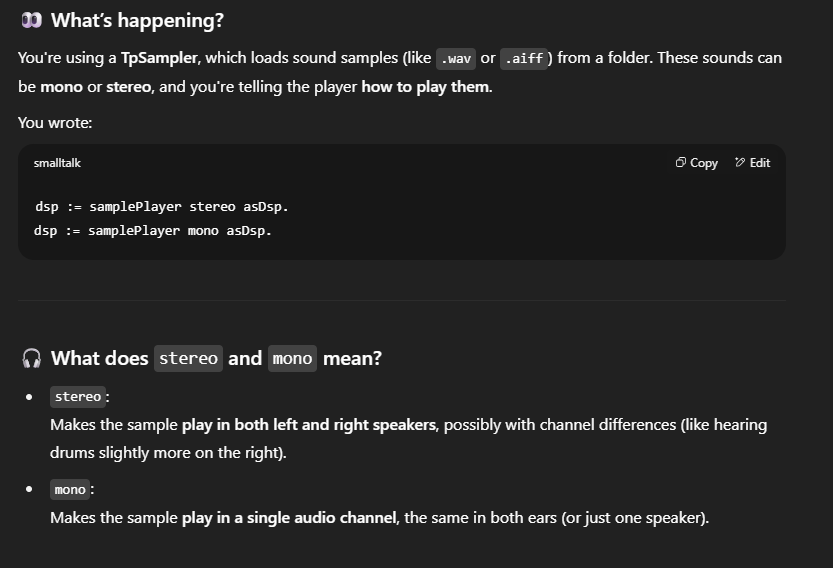 👀 What's happening?
You're using a TpSampler, which loads sound samples (like .wav or .aiff) from a folder. These sounds can
be mono or stereo, and you're telling the player how to play them.
You wrote:
smalltalk
Copy
Edit
dsp := samplePlayer stereo asDsp.
dsp := samplePlayer mono asDsp.
🎧 What does stereo and mono mean?
• stereo:
Makes the sample play in both left and right speakers, possibly with channel differences (like hearing
drums slightly more on the right).
• mono:
Makes the sample play in a single audio channel, the same in both ears (or just one speaker).